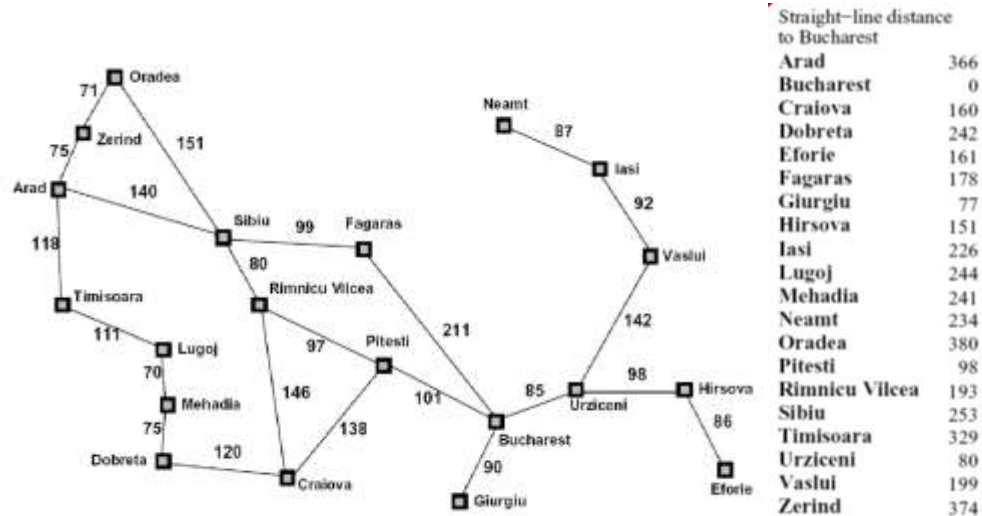 Oradea
71
Neamt
Zerind
87
75
151
Iasi
Arad
140
92
Sibiu
99
Fagaras
118
80
Vaslui
Rimnicu Vilcea
Timisoara
142
111
211
Lugoj
97
Pitesti
70
98
Hirsova
146
85
Mehadia
101
Urziceni
86
75
138
Bucharest
120
90
Dobreta
Craiova
Eforie
Giurgiu
Straight−line distance
to Bucharest
Arad 366
Bucharest 0
Craiova 160
Dobreta 242
Eforie 161
Fagaras 178
Giurgiu 77
Hirsova 151
Iasi 226
Lugoj 244
Mehadia 241
Neamt 234
Oradea 380
Pitesti 98
Rimnicu Vilcea 193
Sibiu 253
Timisoara 329
Urziceni 80
Vaslui 199
Zerind 374